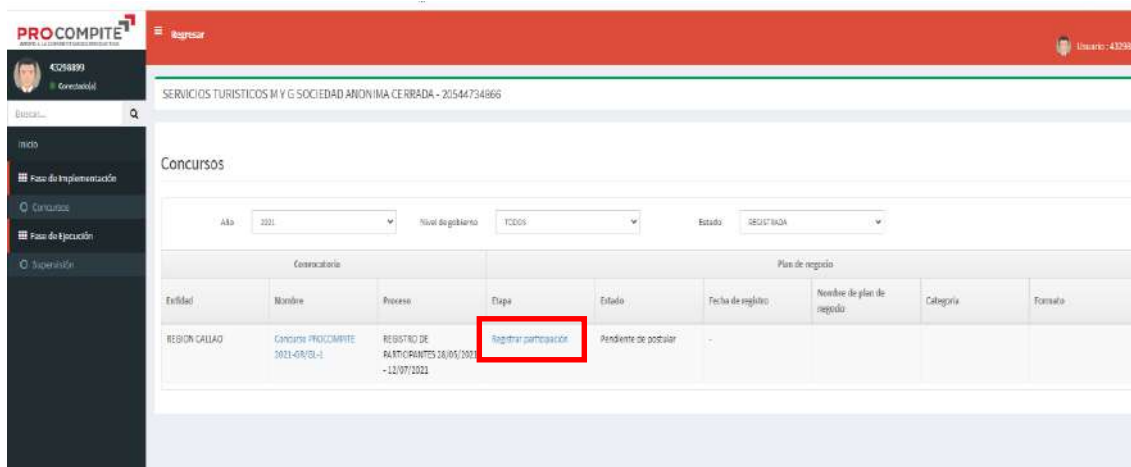 PROCOMPITE
Regresar
43298899
Conectado(a)
Usuario : 43298
Buscar...
SERVICIOS TURISTICOS M Y G SOCIEDAD ANONIMA CERRADA - 20544734866
Inicio
Concursos
Fase de Implementación
Concursos
Año 2021 Nivel de gobierno TODOS Estado REGISTRADA
Fase de Ejecución
Supervisión
Convocatoria Plan de negocio
Entidad Nombre Proceso Etapa Estado Fecha de registro Nombre de plan de negocio Categoría Formato
REGION CALLAO Concurso PROCOMPITE Registrar participación Pendiente de postular -
2021-GR/GL-1
REGISTRO DE
PARTICIPANTES 28/05/2021
- 12/07/2021